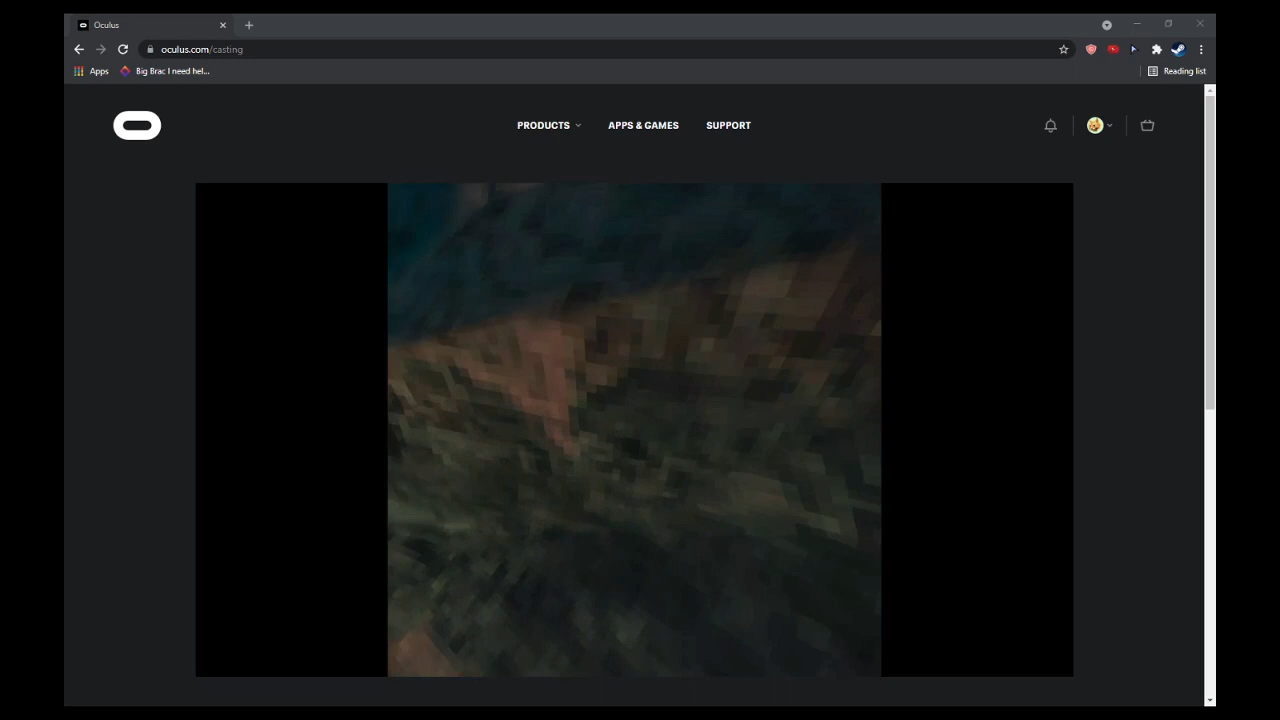 Oculus
oculus.com/casting
Apps
Big Brac I need hel...
Reading list
PRODUCTS
APPS & GAMES
SUPPORT